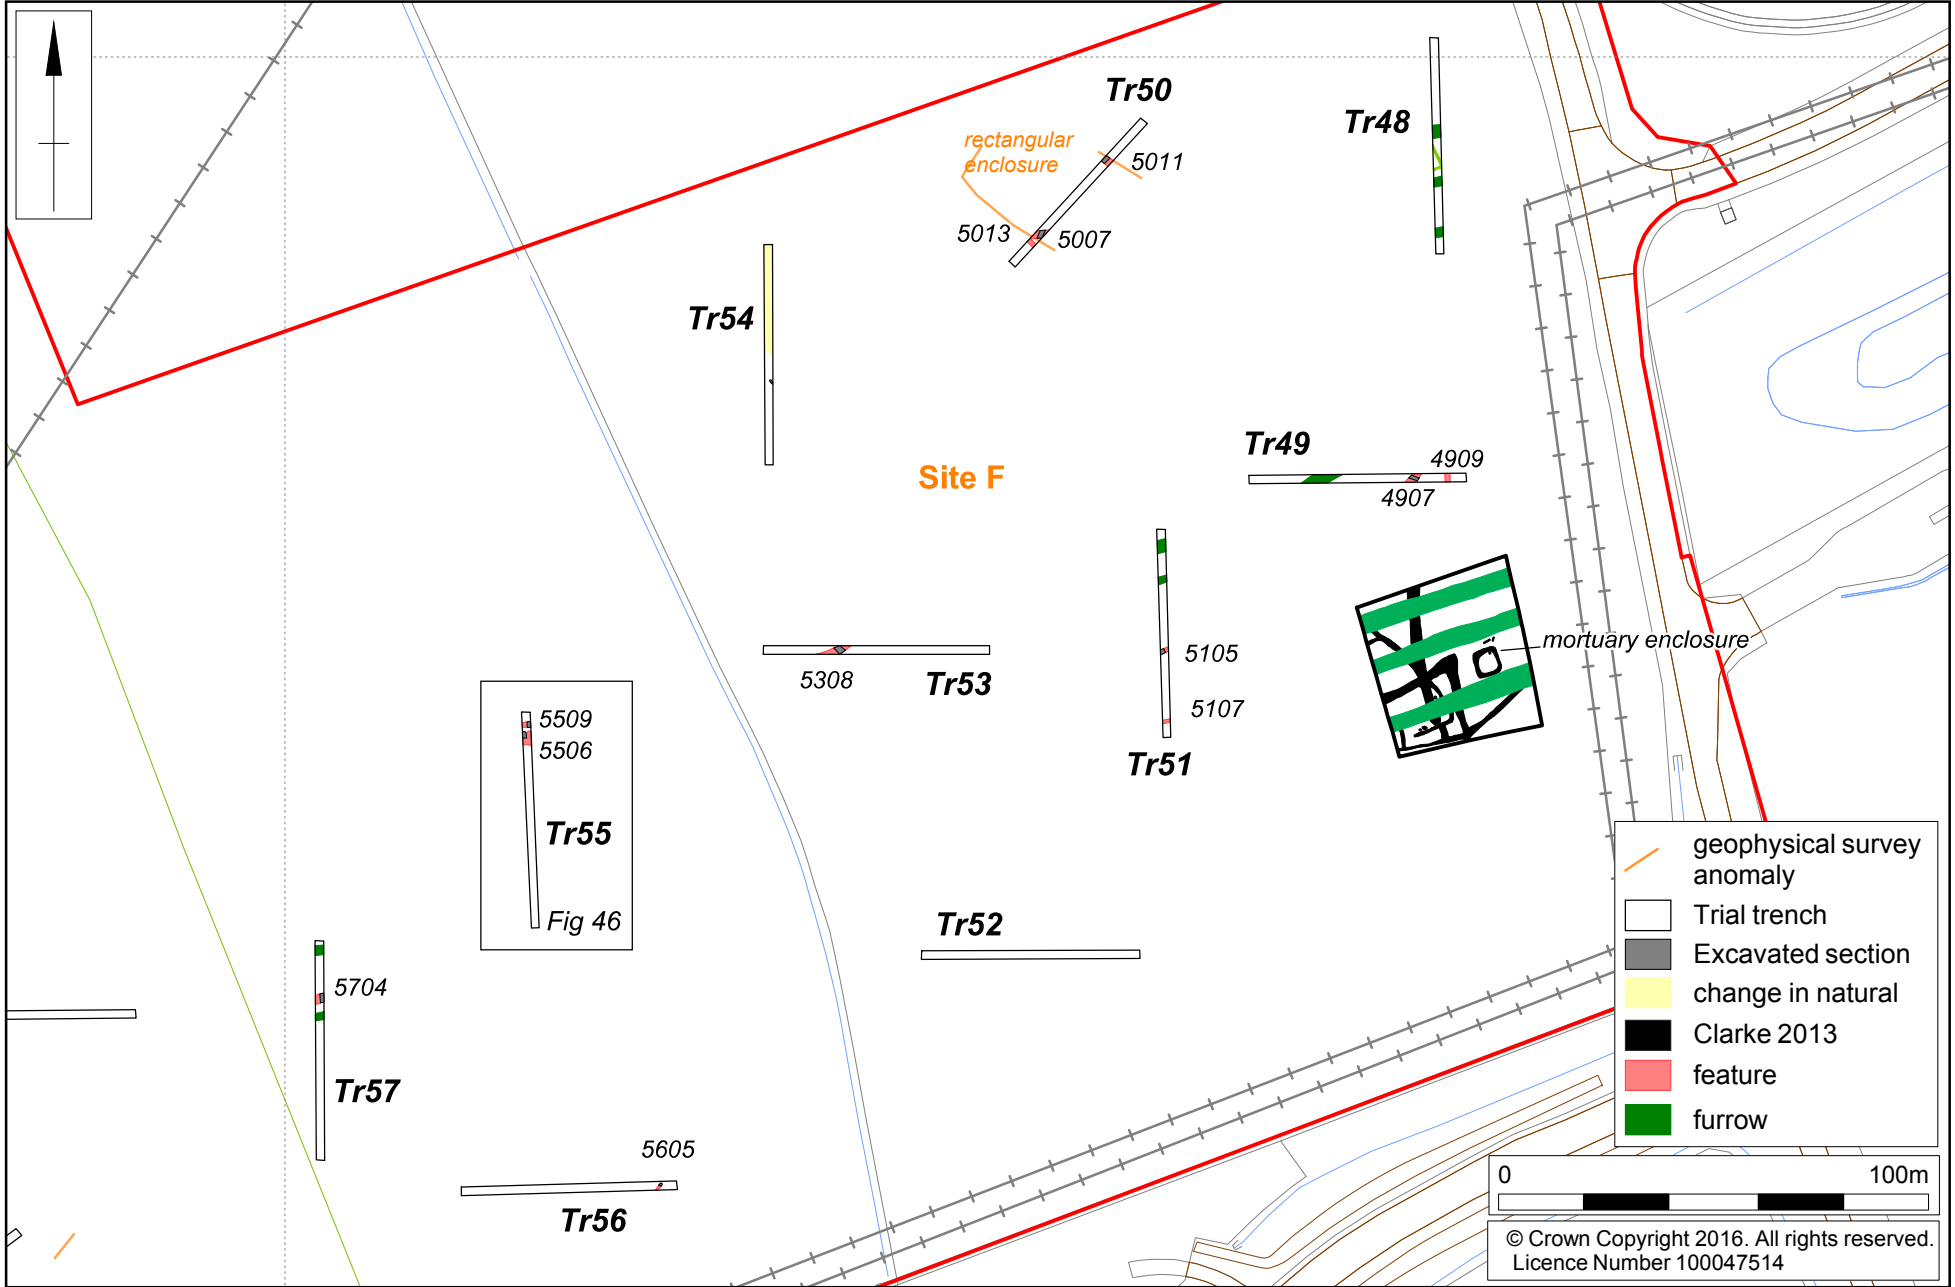 Tr50
rectangular
enclosure
5011
5013
5007
Tr48
Tr54
Site F
Tr49
4909
4907
mortuary enclosure
5105
5107
Tr51
5308
Tr53
5509
5506
Tr55
Fig 46
Tr52
5704
Tr57
5605
Tr56
geophysical survey
anomaly
Trial trench
Excavated section
change in natural
Clarke 2013
feature
furrow
0 100m
© Crown Copyright 2016. All rights reserved.
Licence Number 100047514